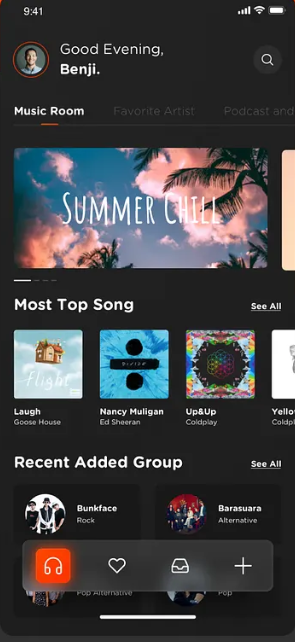 9:41
Good Evening,
Benji.
Music Room Favorite Artist Podcast and
SUMMER CHILL
Most Top Song See All
Flight
Laugh Nancy Muligan Up&Up Yello
Goose House Ed Sheeran Coldplay Coldpl
Recent Added Group See All
Bunkface Barasuara
Rock Alternative
Pop Alternative Pop